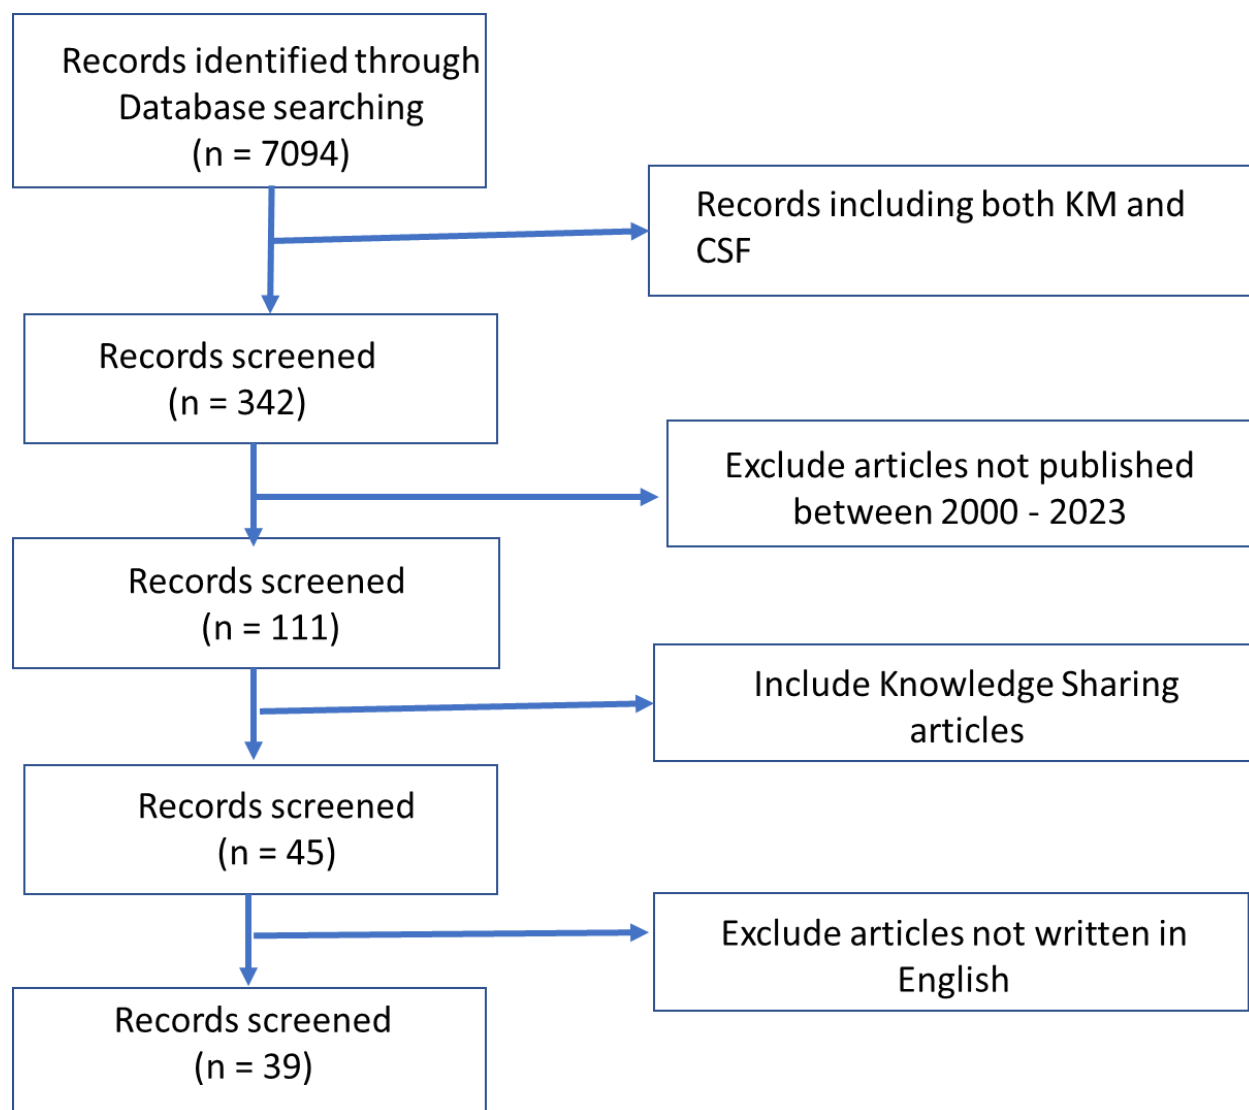 Records identified through
Database searching
(n = 7094)
Records including both KM and
CSF
Records screened
(n = 342)
Exclude articles not published
between 2000 - 2023
Records screened
(n = 111)
Include Knowledge Sharing
articles
Records screened
(n = 45)
Exclude articles not written in
English
Records screened
(n = 39)